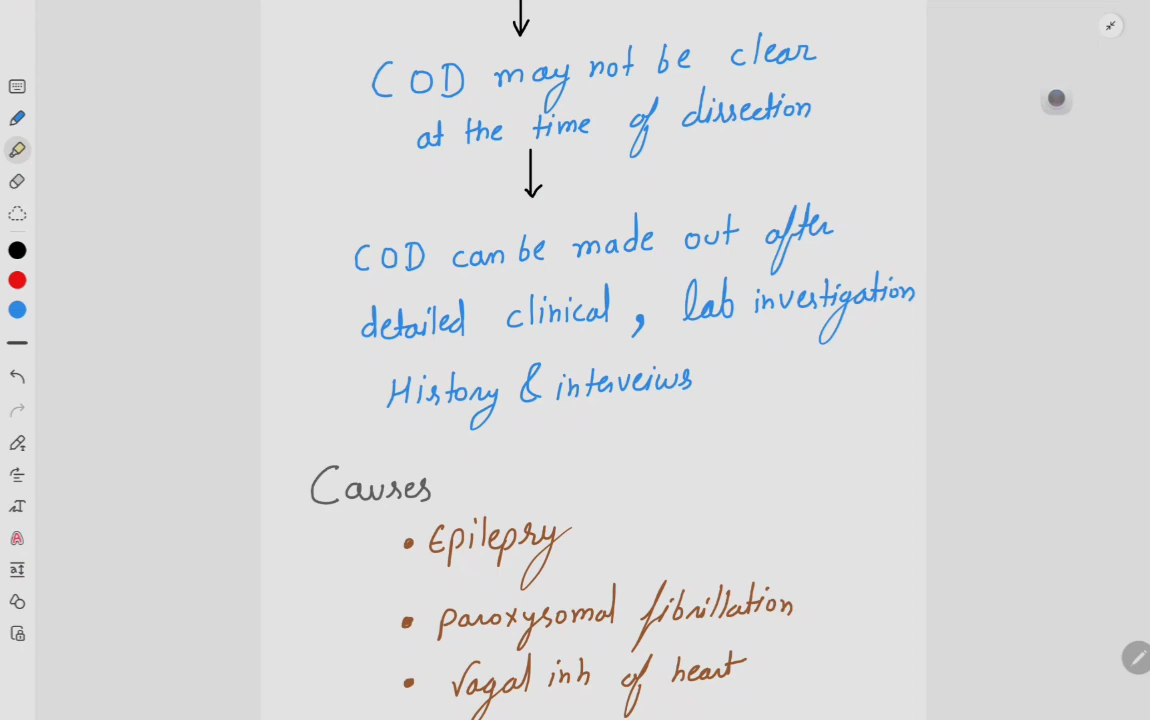 COD may not be clear
at the time of dissection
COD can be made out after
detailed clinical, lab investigation
History & interveiws
Causes
• Epilepsy
• paroxysomal fibrillation
• Vagal inh of heart